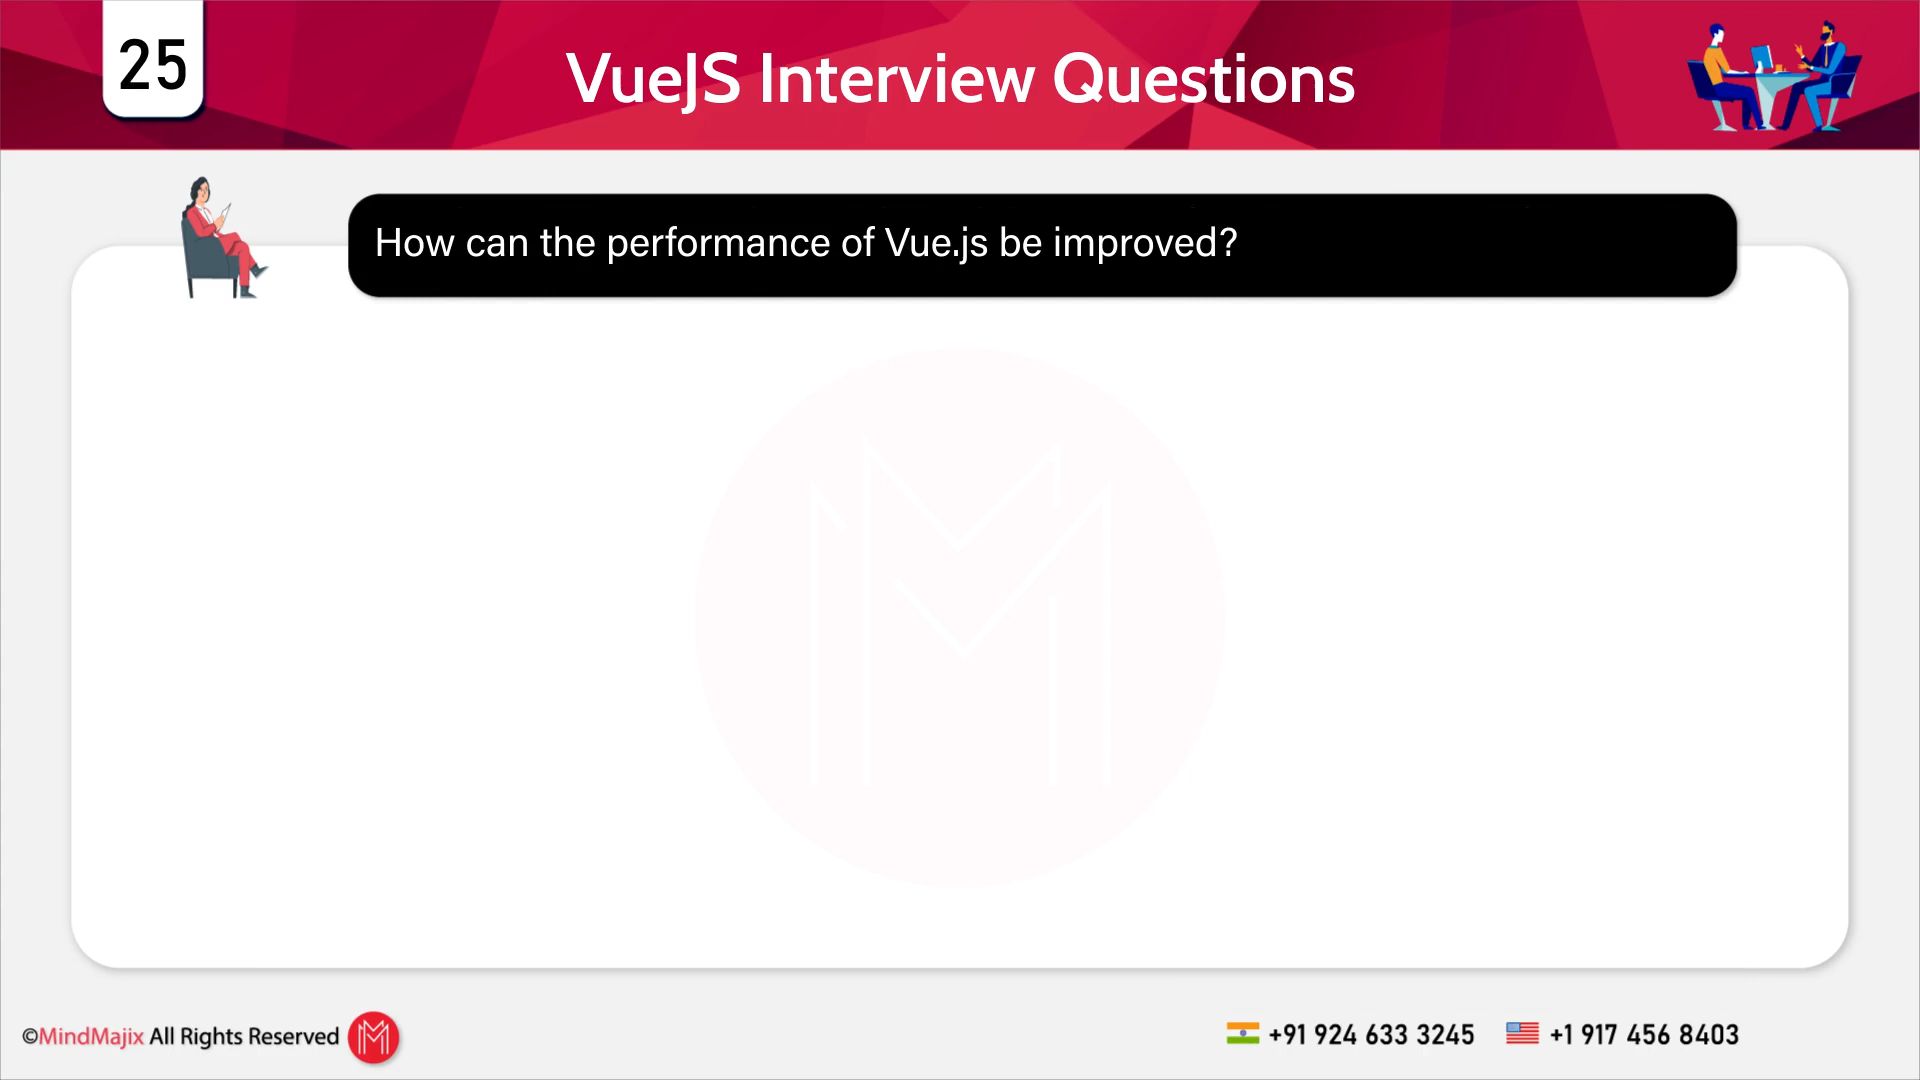 25
VueJS Interview Questions
How can the performance of Vue.js be improved?
©MindMajix All Rights Reserved
+91 924 633 3245
+1 917 456 8403